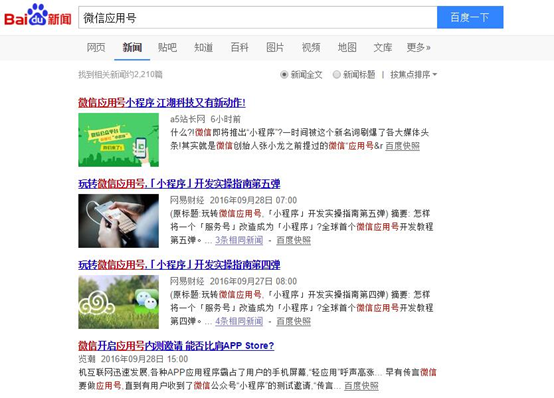 Bai du 新闻
微信应用号
百度一下
网页 新闻 贴吧 知道 百科 图片 视频 地图 文库 更多»
找到相关新闻约2,210篇
新闻全文 新闻标题 | 按焦点排序
微信应用号小程序 江湖科技又有新动作!
a5站长网 6小时前
什么?!微信即将推出“小程序”?一时间被这个新名词刷爆了各大媒体头
条!其实就是微信创始人张小龙之前提过的微信“应用号&r 百度快照
玩转微信应用号,「小程序」开发实操指南第五弹
网易财经 2016年09月28日 07:00
(原标题:玩转微信应用号,「小程序」开发实操指南第五弹) 摘要: 怎样
将一个「服务号」改造成为「小程序」?全球首个微信应用号开发教程
第五弹。... 3条相同新闻 - 百度快照
玩转微信应用号,「小程序」开发实操指南第四弹
网易财经 2016年09月27日 08:00
(原标题:玩转微信应用号,「小程序」开发实操指南第四弹) 摘要: 怎样
将一个「服务号」改造成为「小程序」?全球首个微信应用号开发教程
第四弹。... 4条相同新闻 - 百度快照
微信开启应用号内测邀请 能否比肩APP Store?
览潮 2016年09月28日 15:00
机互联网迅速发展,各种APP应用程序霸占了用户的手机屏幕,“轻应用”呼声高涨... 早有传言微信
要做应用号,直到有用户收到了微信公众号“小程序”的测试邀请,“传言... 百度快照